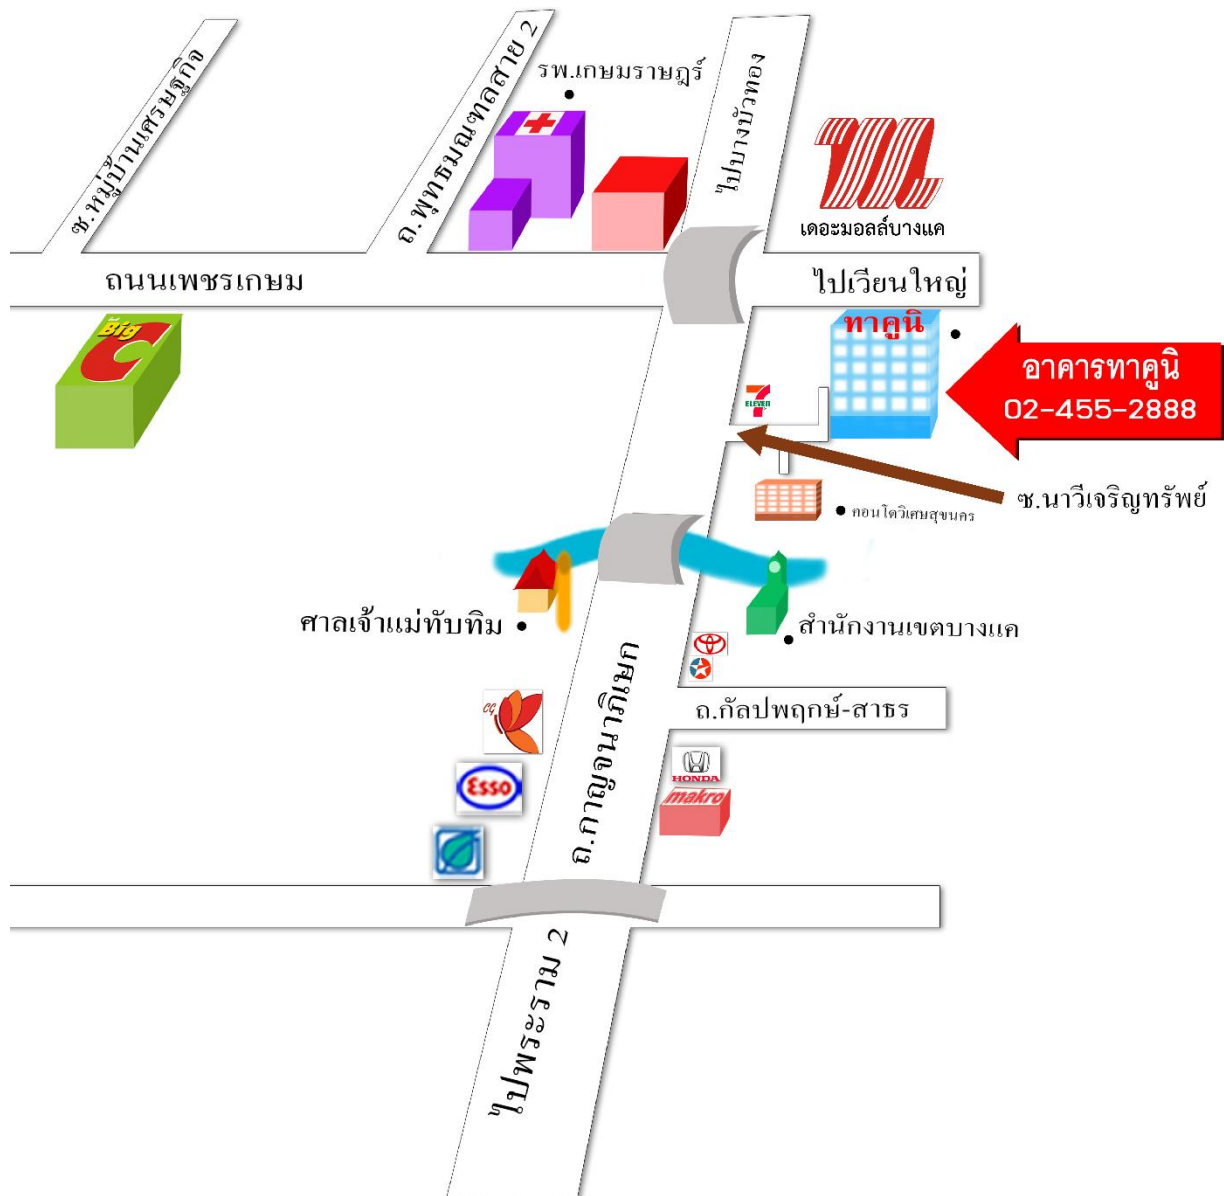 ซ.หมู่บ้านเศรษฐกิจ
ถ.พุทธมณฑลสาย 2
รพ.เกษมราษฎร์
ไปบางบัวทอง
เดอะมอลล์บางแค
ถนนเพชรเกษม
ไปเวียนใหญ่
Big C
ทาคูนิ
อาคารทาคูนิ
02-455-2888
7
ELEVEN
ซ.นาวีเจริญทรัพย์
คอนโดวิเศษสุขนคร
ศาลเจ้าแม่ทับทิม
สำนักงานเขตบางแค
ถ.กัลปพฤกษ์-สาธร
ถ.กาญจนาภิเษก
CG
Esso
HONDA
makro
ไปพระราม 2